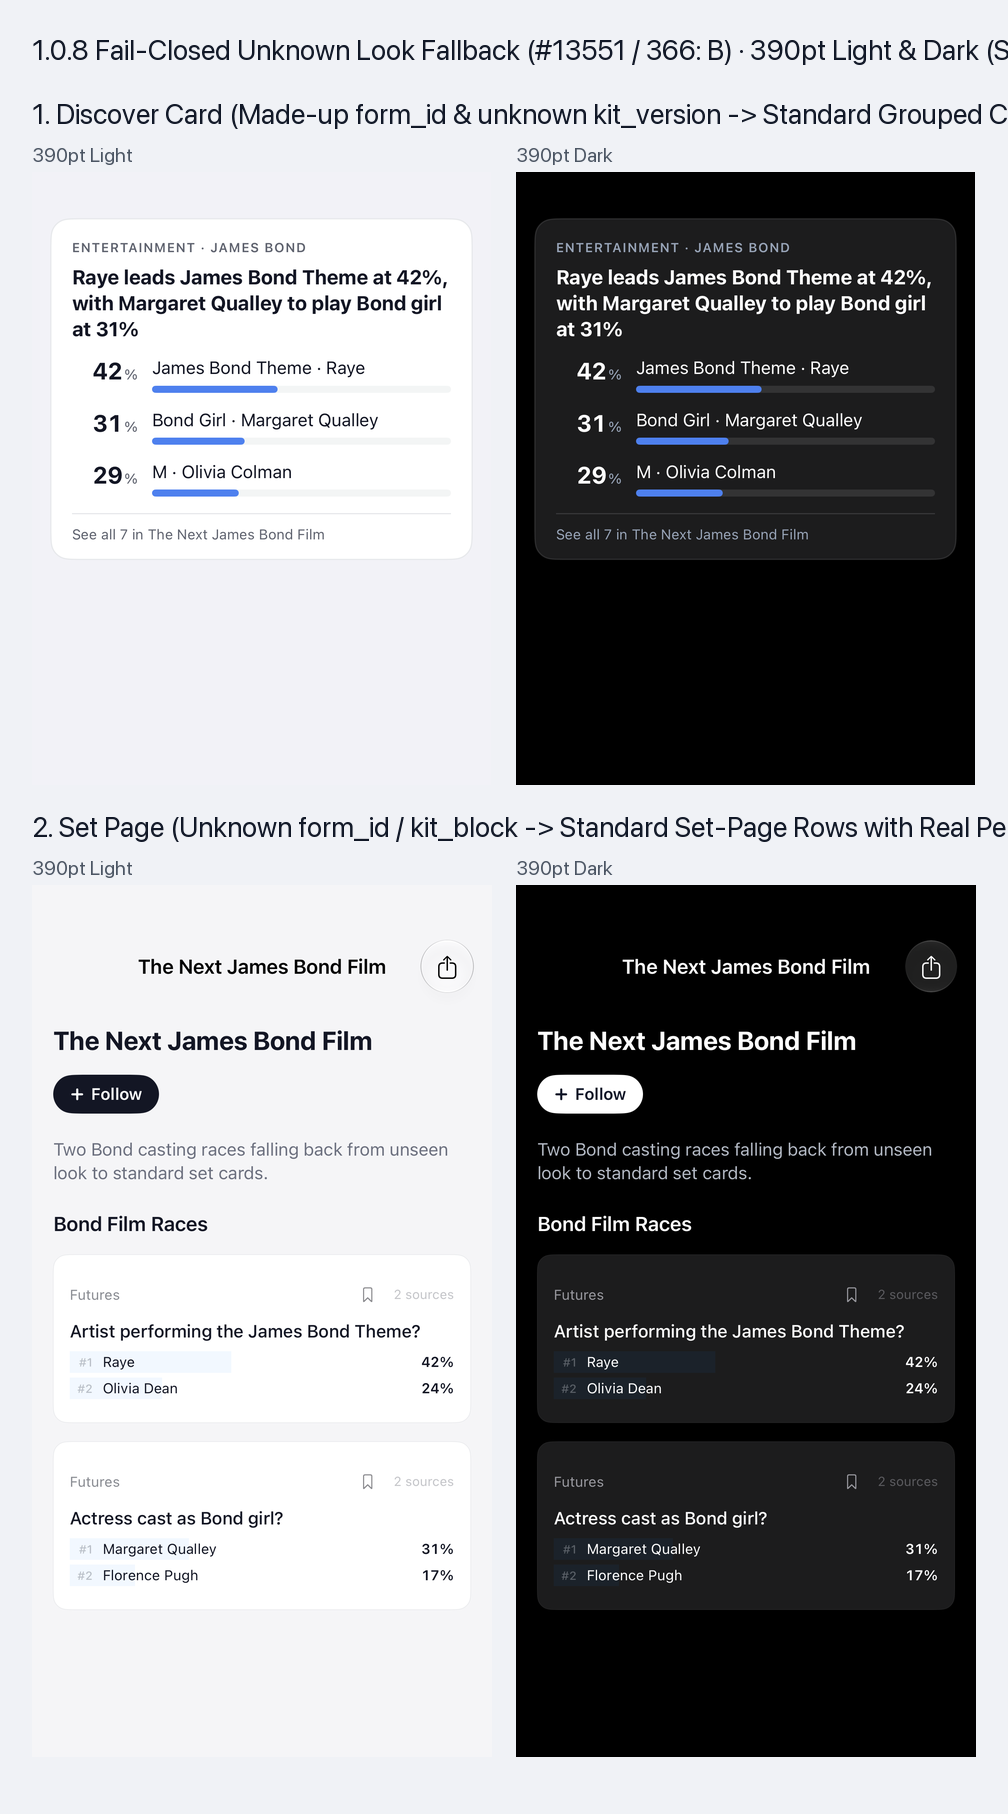 1.0.8 Fail-Closed Unknown Look Fallback (#13551 / 366: B) · 390pt Light & Dark (S
1. Discover Card (Made-up form_id & unknown kit_version -> Standard Grouped C
390pt Light
390pt Dark
ENTERTAINMENT · JAMES BOND
Raye leads James Bond Theme at 42%,
with Margaret Qualley to play Bond girl
at 31%
42% James Bond Theme · Raye
31% Bond Girl · Margaret Qualley
29% M · Olivia Colman
See all 7 in The Next James Bond Film
ENTERTAINMENT · JAMES BOND
Raye leads James Bond Theme at 42%,
with Margaret Qualley to play Bond girl
at 31%
42% James Bond Theme · Raye
31% Bond Girl · Margaret Qualley
29% M · Olivia Colman
See all 7 in The Next James Bond Film
2. Set Page (Unknown form_id / kit_block -> Standard Set-Page Rows with Real Pe
390pt Light
390pt Dark
The Next James Bond Film
The Next James Bond Film
+ Follow
Two Bond casting races falling back from unseen
look to standard set cards.
Bond Film Races
Futures 2 sources
Artist performing the James Bond Theme?
#1 Raye 42%
#2 Olivia Dean 24%
Futures 2 sources
Actress cast as Bond girl?
#1 Margaret Qualley 31%
#2 Florence Pugh 17%
The Next James Bond Film
The Next James Bond Film
+ Follow
Two Bond casting races falling back from unseen
look to standard set cards.
Bond Film Races
Futures 2 sources
Artist performing the James Bond Theme?
#1 Raye 42%
#2 Olivia Dean 24%
Futures 2 sources
Actress cast as Bond girl?
#1 Margaret Qualley 31%
#2 Florence Pugh 17%